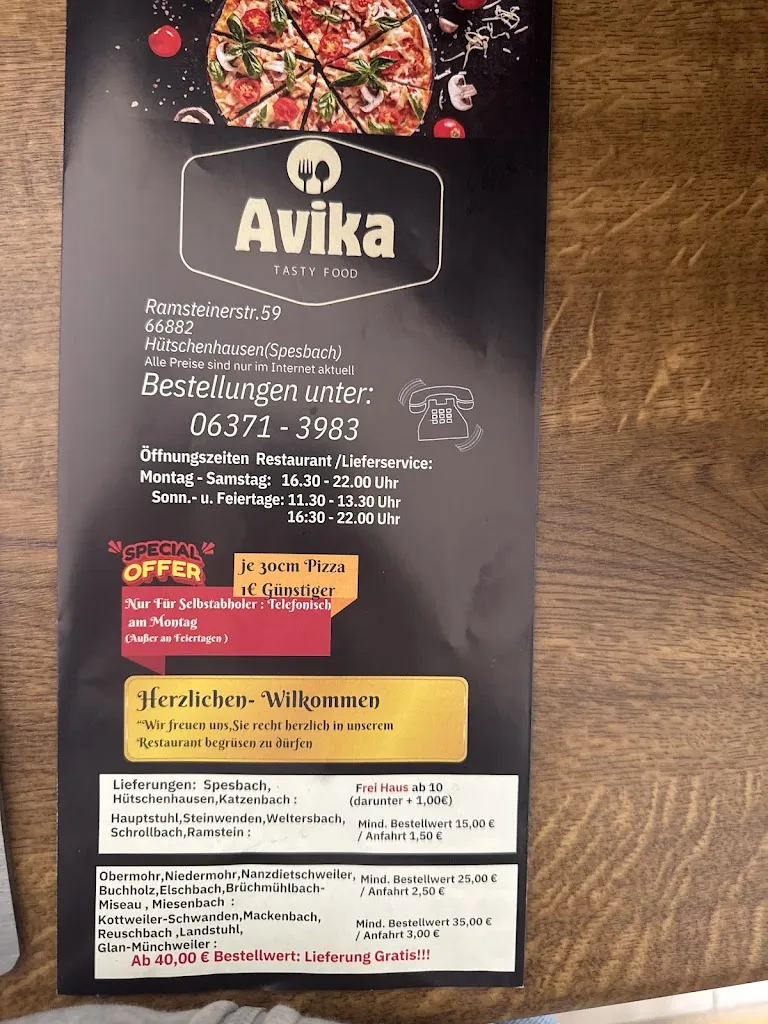 Avika
TASTY FOOD
Ramsteinerstr.59
66882
Hütschenhausen(Spesbach)
Alle Preise sind nur im Internet aktuell
Bestellungen unter:
06371 - 3983
Öffnungszeiten Restaurant /Lieferservice:
Montag - Samstag: 16.30 - 22.00 Uhr
Sonn.- u. Feiertage: 11.30 - 13.30 Uhr
16:30 - 22.00 Uhr
SPECIAL
OFFER
je 30cm Pizza
1€ Günstiger
Nur Für Selbstabholer : Telefonisch
am Montag
(Außer an Feiertagen )
Herzlichen- Wilkommen
“Wir freuen uns,Sie recht herzlich in unserem
Restaurant begrüsen zu dürfen
Lieferungen: Spesbach,
Hütschenhausen,Katzenbach :
Frei Haus ab 10
(darunter + 1,00€)
Hauptstuhl,Steinwenden,Weltersbach,
Schrollbach,Ramstein :
Mind. Bestellwert 15,00 €
/ Anfahrt 1,50 €
Obermohr,Niedermohr,Nanzdietschweiler,
Buchholz,Elschbach,Brüchmühlbach-
Miseau , Miesenbach :
Mind. Bestellwert 25,00 €
/ Anfahrt 2,50 €
Kottweiler-Schwanden,Mackenbach,
Reuschbach ,Landstuhl,
Glan-Münchweiler :
Mind. Bestellwert 35,00 €
/ Anfahrt 3,00 €
Ab 40,00 € Bestellwert: Lieferung Gratis!!!